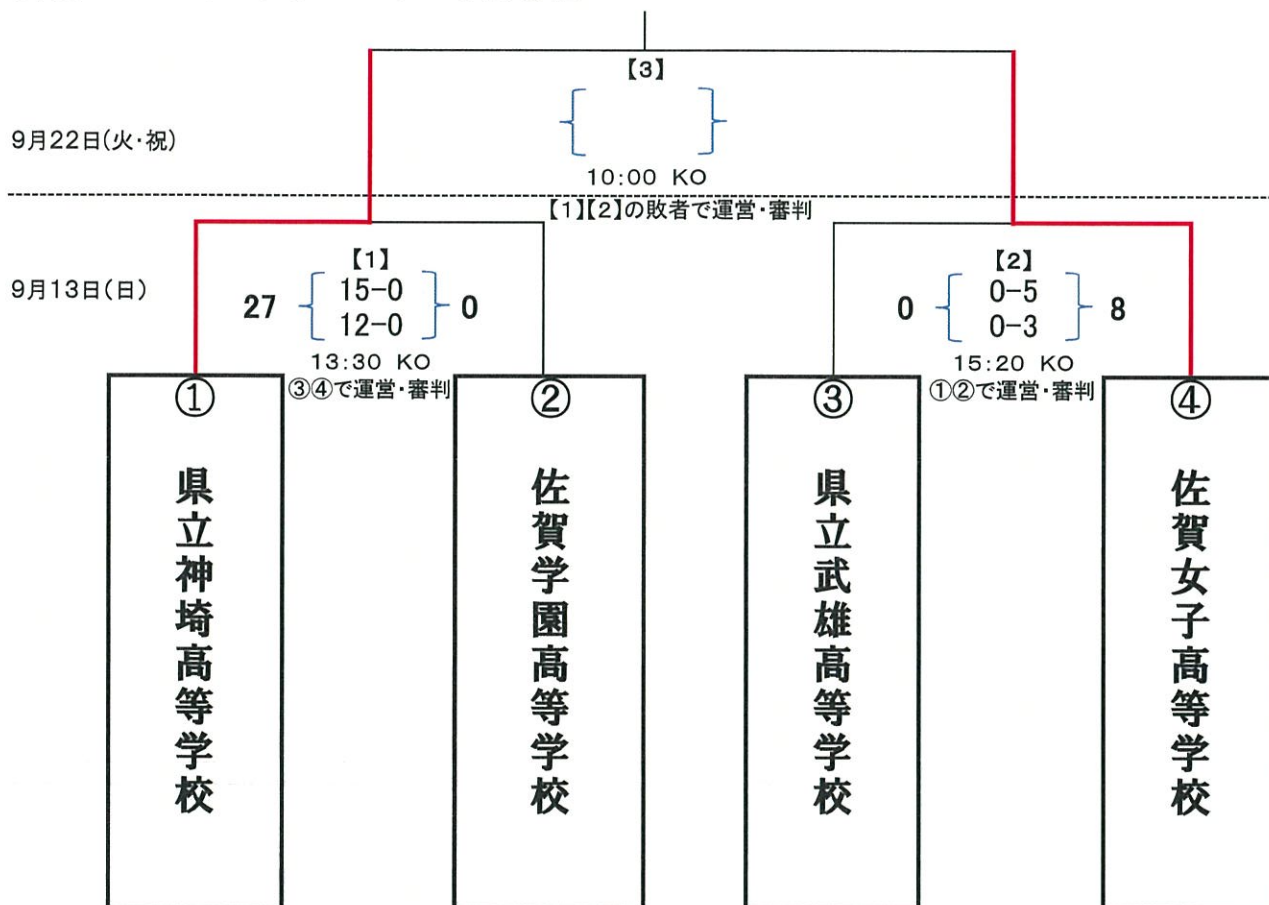 【3】
9月22日(火・祝)
10:00 KO
【1】【2】の敗者で運営・審判
9月13日(日)
【1】
27 15-0 0
12-0
13:30 KO
③④で運営・審判
【2】
0 0-5 8
0-3
15:20 KO
①②で運営・審判
①
県立神埼高等学校
②
佐賀学園高等学校
③
県立武雄高等学校
④
佐賀女子高等学校